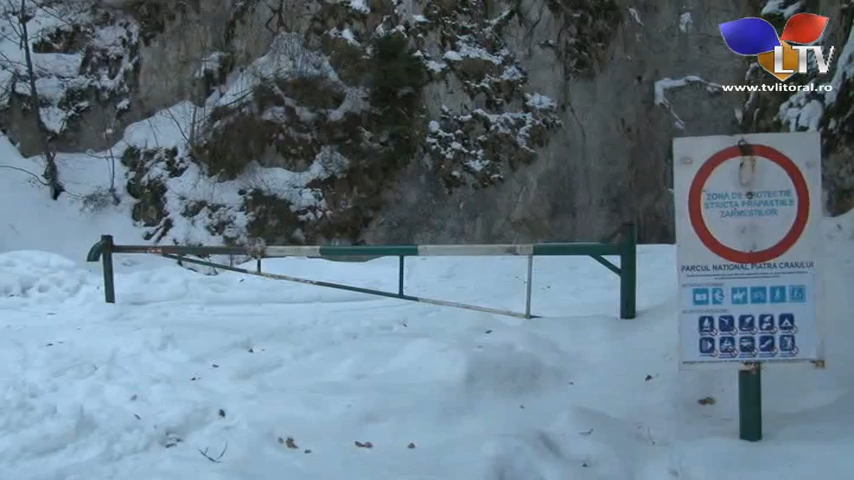 LTV
www.tvlitoral.ro
ZONA DE PROTECTIE
STRICTA PRAPASTIILE
ZARNESTILOR
PARCUL NATIONAL PIATRA CRAIULUI